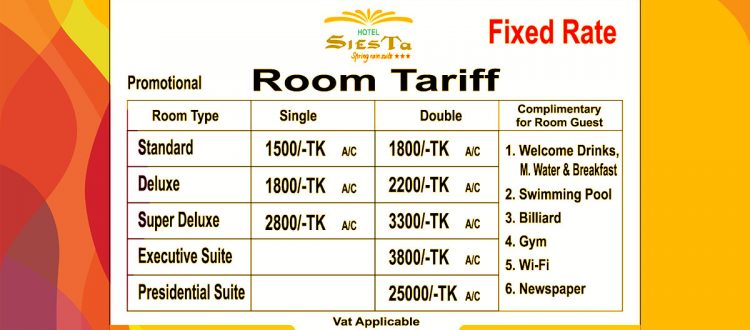 HOTEL
SIESTa
Spring rain suite ★★★
Fixed Rate
Promotional
Room Tariff
Room Type Single Double Complimentary
for Room Guest
Standard 1500/-TK A/C 1800/-TK A/C
Deluxe 1800/-TK A/C 2200/-TK A/C
Super Deluxe 2800/-TK A/C 3300/-TK A/C
Executive Suite 3800/-TK A/C
Presidential Suite 25000/-TK A/C
1. Welcome Drinks,
M. Water & Breakfast
2. Swimming Pool
3. Billiard
4. Gym
5. Wi-Fi
6. Newspaper
Vat Applicable